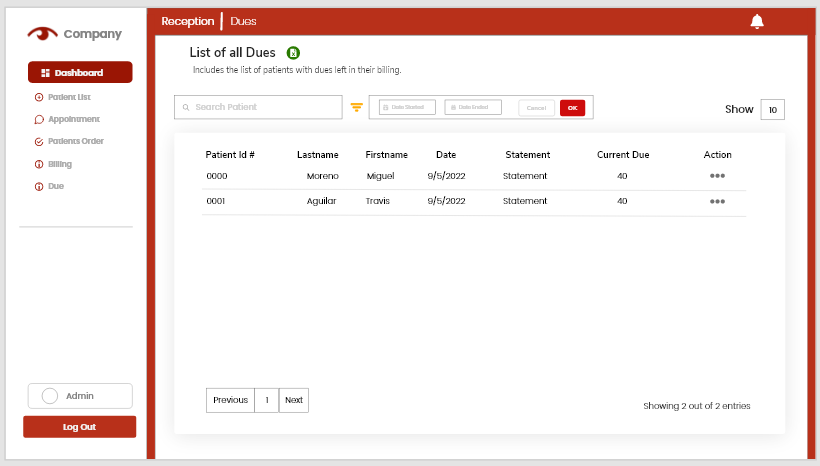 Company
Dashboard
Patient List
Appointment
Patients Order
Billing
Due
Admin
Log Out
Reception Dues
List of all Dues
Includes the list of patients with dues left in their billing.
Search Patient
Date Started
Date Ended
Cancel
OK
Show 10
Patient Id # Lastname Firstname Date Statement Current Due Action
0000 Moreno Miguel 9/5/2022 Statement 40
0001 Aguilar Travis 9/5/2022 Statement 40
Previous 1 Next
Showing 2 out of 2 entries